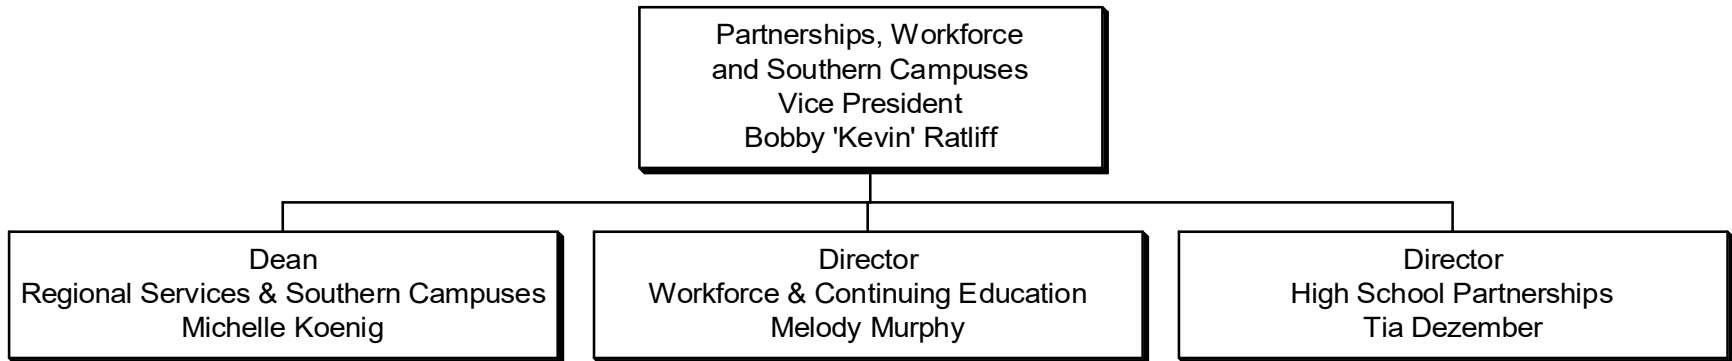 Partnerships, Workforce
and Southern Campuses
Vice President
Bobby 'Kevin' Ratliff
Dean
Regional Services & Southern Campuses
Michelle Koenig
Director
Workforce & Continuing Education
Melody Murphy
Director
High School Partnerships
Tia Dezember